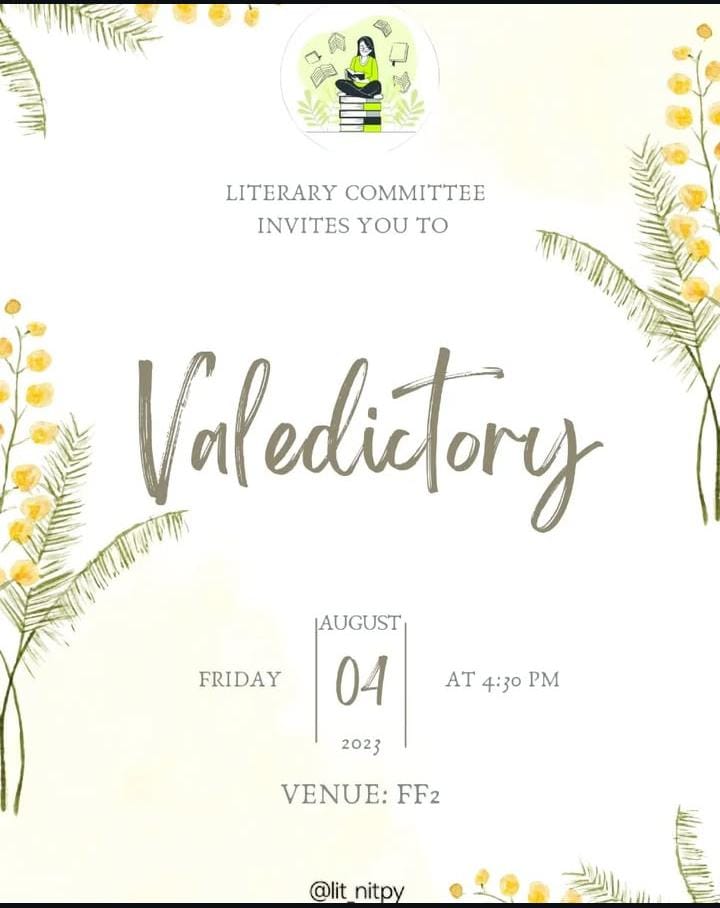 LITERARY COMMITTEE
INVITES YOU TO
Valedictory
AUGUST
FRIDAY 04 AT 4:30 PM
2023
VENUE: FF2
@lit_nitpy